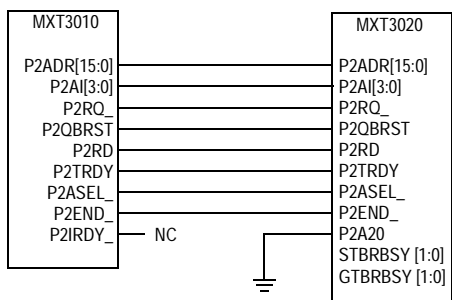 MXT3010
P2ADR[15:0]
P2AI[3:0]
P2RQ_
P2QBRST
P2RD
P2TRDY
P2ASEL_
P2END_
P2IRDY_
NC
MXT3020
P2ADR[15:0]
P2AI[3:0]
P2RQ_
P2QBRST
P2RD
P2TRDY
P2ASEL_
P2END_
P2A20
STBRBSY [1:0]
GTBRBSY [1:0]